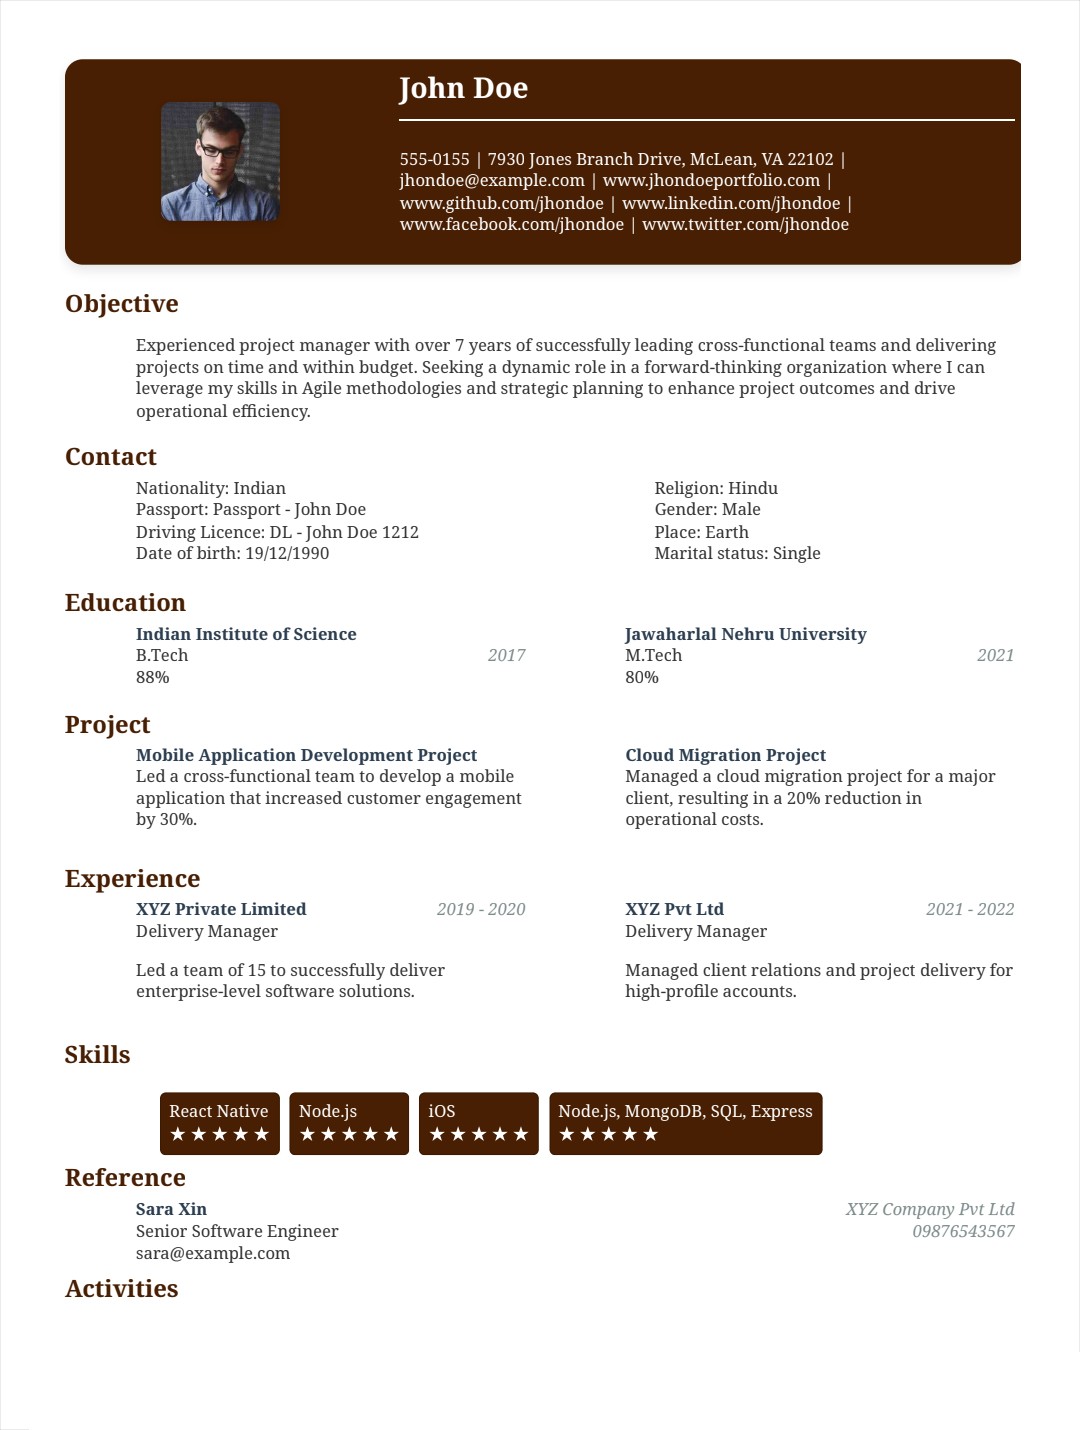 John Doe
555-0155 | 7930 Jones Branch Drive, McLean, VA 22102 |
jhondoe@example.com | www.jhondoeportfolio.com |
www.github.com/jhondoe | www.linkedin.com/jhondoe |
www.facebook.com/jhondoe | www.twitter.com/jhondoe
Objective
Experienced project manager with over 7 years of successfully leading cross-functional teams and delivering
projects on time and within budget. Seeking a dynamic role in a forward-thinking organization where I can
leverage my skills in Agile methodologies and strategic planning to enhance project outcomes and drive
operational efficiency.
Contact
Nationality: Indian
Passport: Passport - John Doe
Driving Licence: DL - John Doe 1212
Date of birth: 19/12/1990
Religion: Hindu
Gender: Male
Place: Earth
Marital status: Single
Education
Indian Institute of Science
B.Tech 2017
88%
Jawaharlal Nehru University
M.Tech 2021
80%
Project
Mobile Application Development Project
Led a cross-functional team to develop a mobile
application that increased customer engagement
by 30%.
Cloud Migration Project
Managed a cloud migration project for a major
client, resulting in a 20% reduction in
operational costs.
Experience
XYZ Private Limited 2019 - 2020
Delivery Manager
Led a team of 15 to successfully deliver
enterprise-level software solutions.
XYZ Pvt Ltd 2021 - 2022
Delivery Manager
Managed client relations and project delivery for
high-profile accounts.
Skills
React Native
★ ★ ★ ★ ★
Node.js
★ ★ ★ ★ ★
iOS
★ ★ ★ ★ ★
Node.js, MongoDB, SQL, Express
★ ★ ★ ★ ★
Reference
Sara Xin XYZ Company Pvt Ltd
Senior Software Engineer 09876543567
sara@example.com
Activities